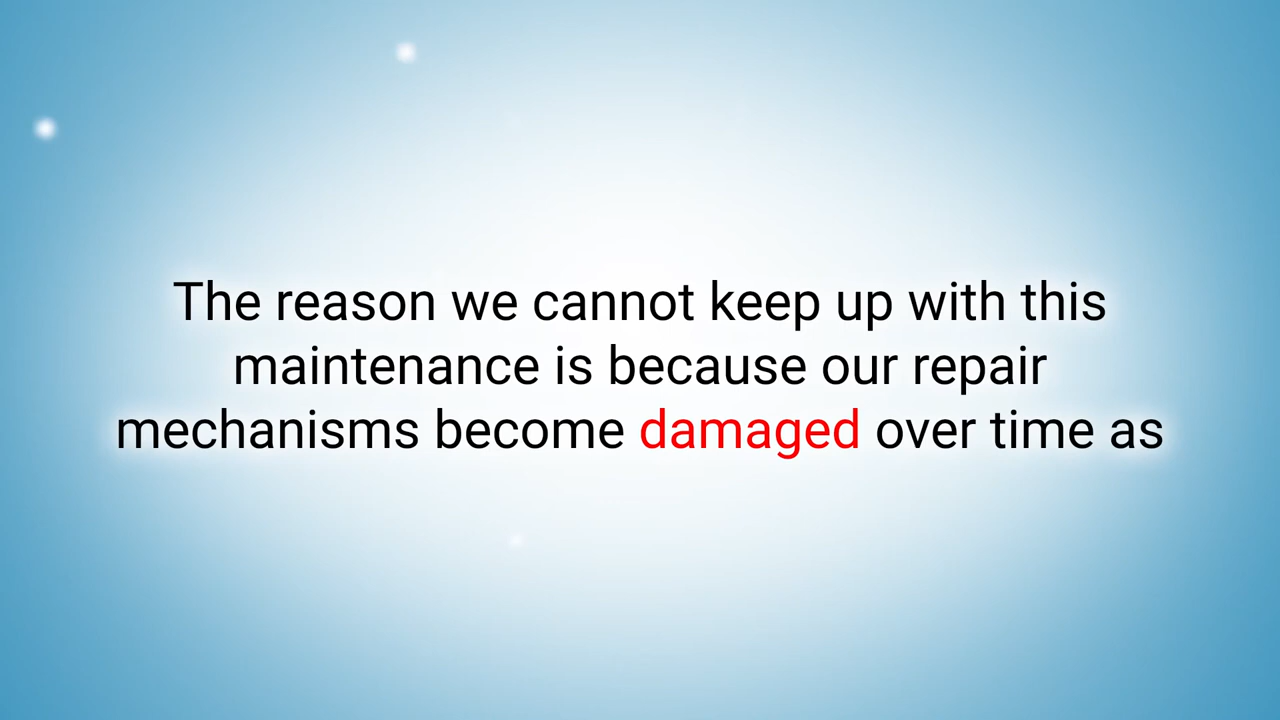 The reason we cannot keep up with this
maintenance is because our repair
mechanisms become damaged over time as